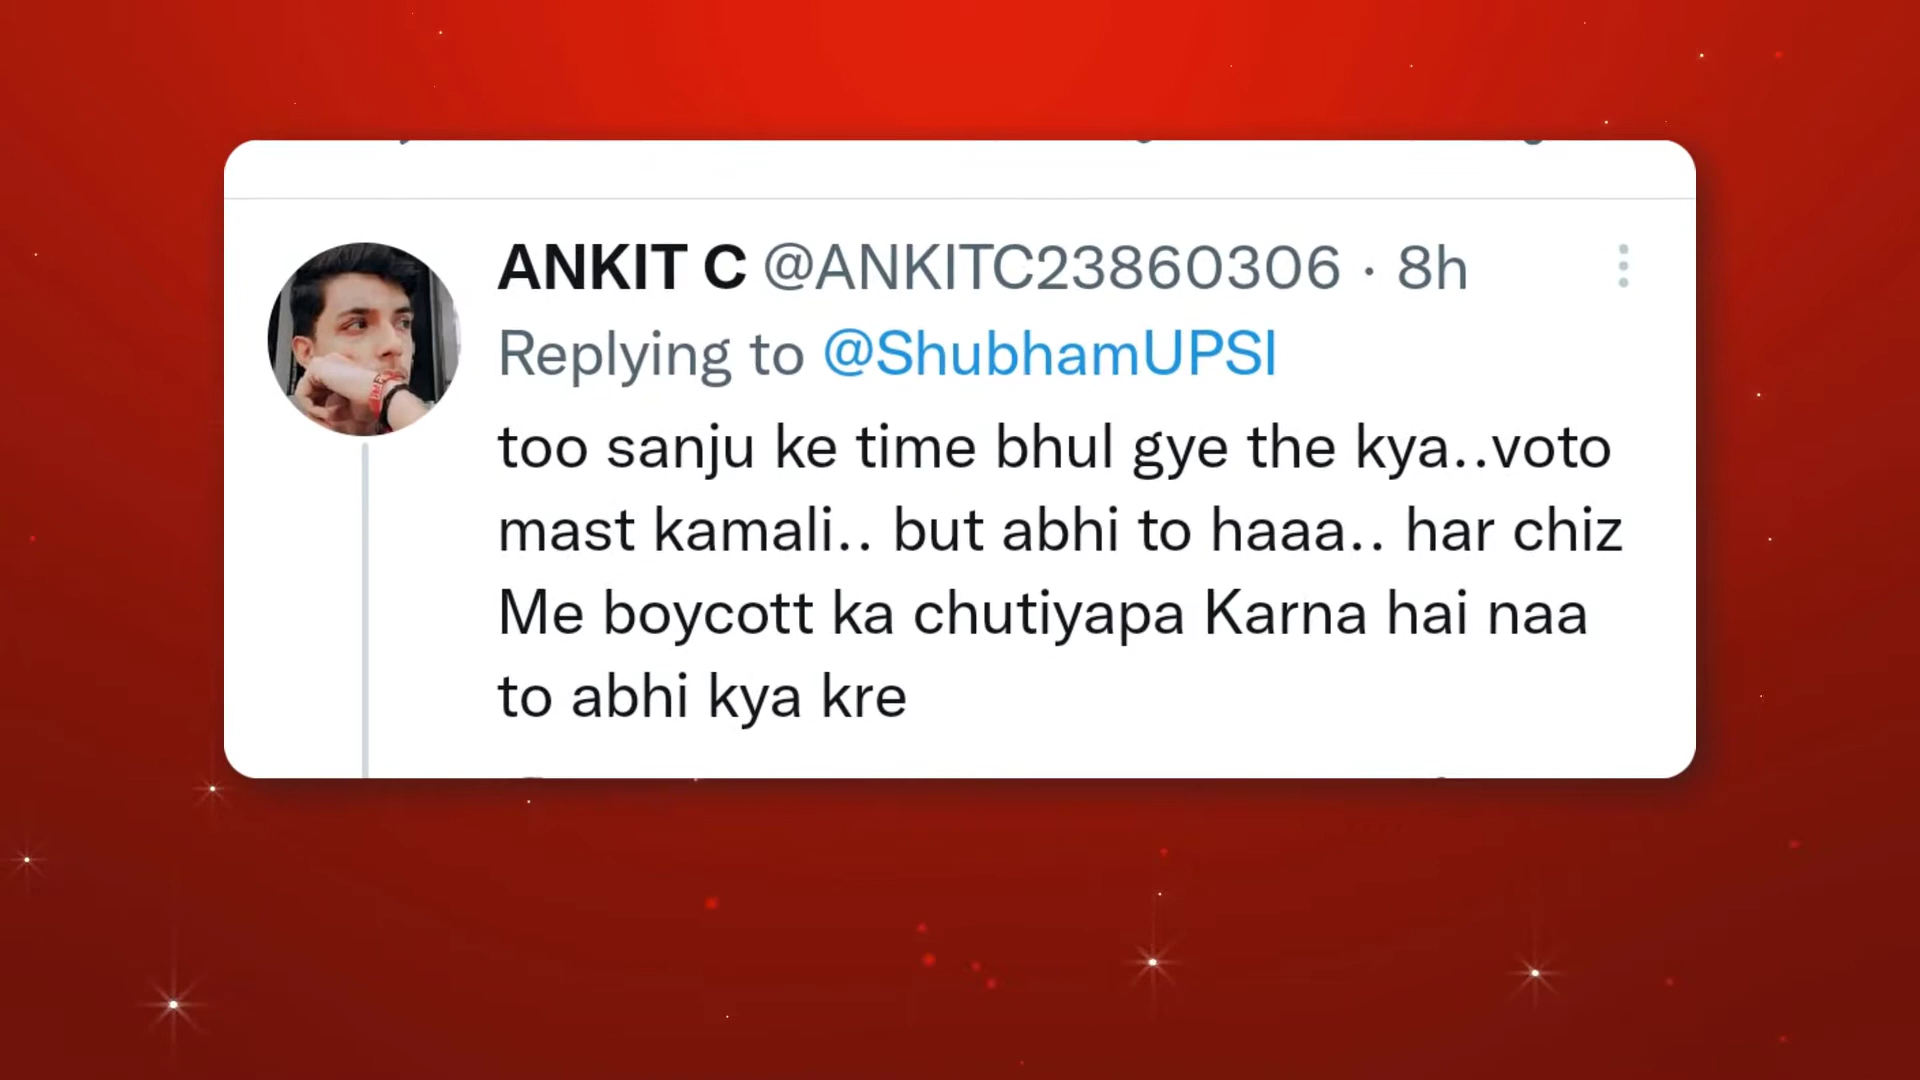 ANKIT C @ANKITC23860306 · 8h
Replying to @ShubhamUPSI
too sanju ke time bhul gye the kya..voto
mast kamali.. but abhi to haaa.. har chiz
Me boycott ka chutiyapa Karna hai naa
to abhi kya kre